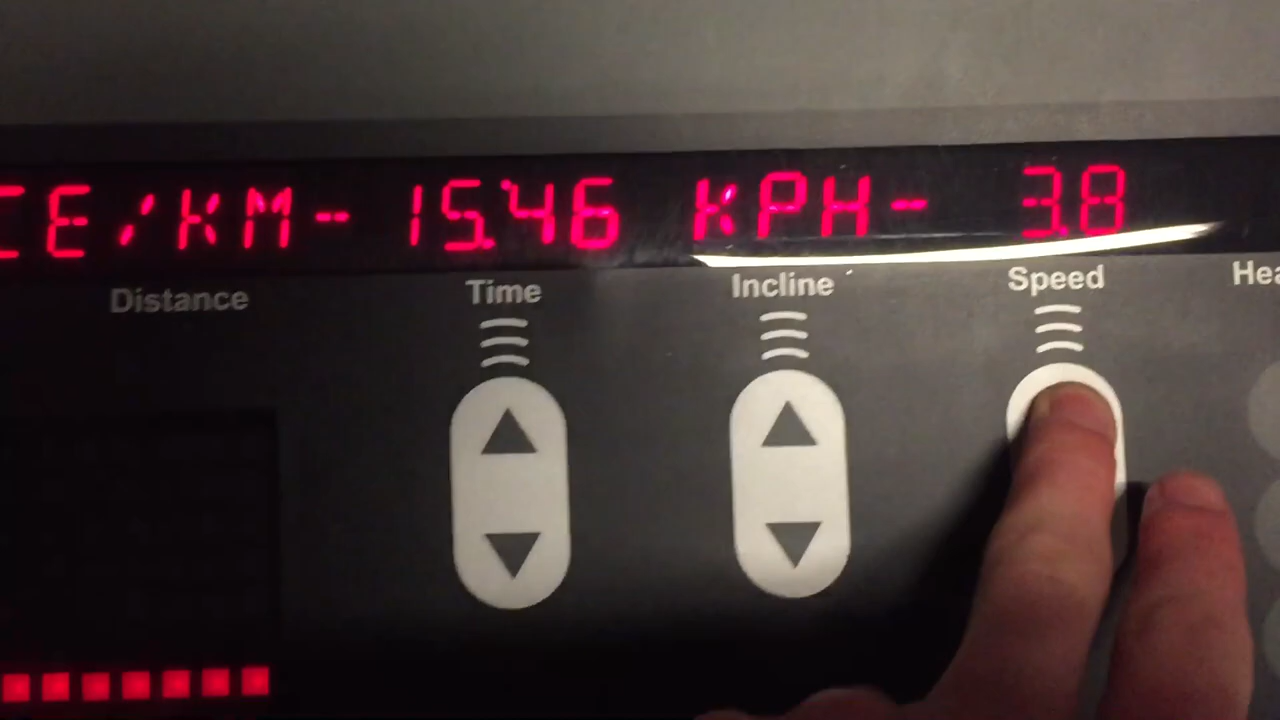 CE/KM- 15:46 KPH- 3.8
Distance Time Incline Speed Hea